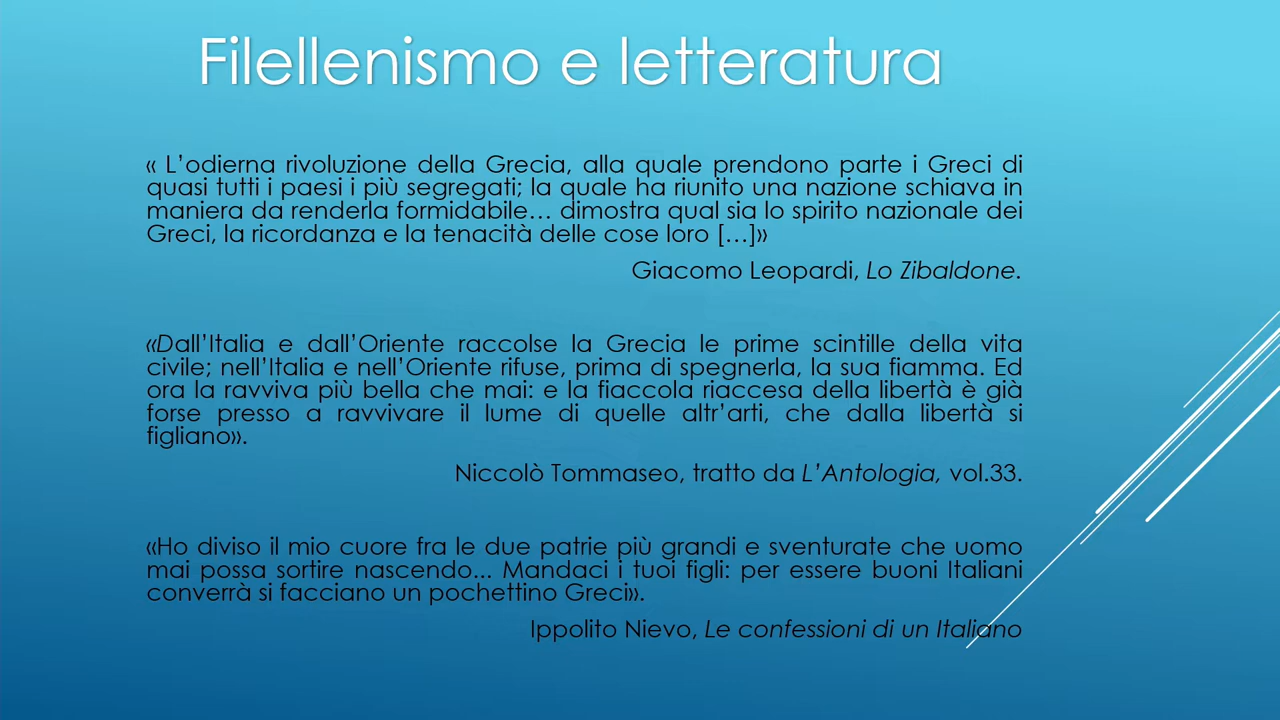 Filellenismo e letteratura
« L’odierna rivoluzione della Grecia, alla quale prendono parte i Greci di
quasi tutti i paesi i più segregati; la quale ha riunito una nazione schiava in
maniera da renderla formidabile… dimostra qual sia lo spirito nazionale dei
Greci, la ricordanza e la tenacità delle cose loro […]»
Giacomo Leopardi, Lo Zibaldone.
«Dall’Italia e dall’Oriente raccolse la Grecia le prime scintille della vita
civile; nell’Italia e nell’Oriente rifuse, prima di spegnerla, la sua fiamma. Ed
ora la ravviva più bella che mai: e la fiaccola riaccesa della libertà è già
forse presso a ravvivare il lume di quelle altr’arti, che dalla libertà si
figliano».
Niccolò Tommaseo, tratto da L’Antologia, vol.33.
«Ho diviso il mio cuore fra le due patrie più grandi e sventurate che uomo
mai possa sortire nascendo... Mandaci i tuoi figli: per essere buoni Italiani
converrà si facciano un pochettino Greci».
Ippolito Nievo, Le confessioni di un Italiano